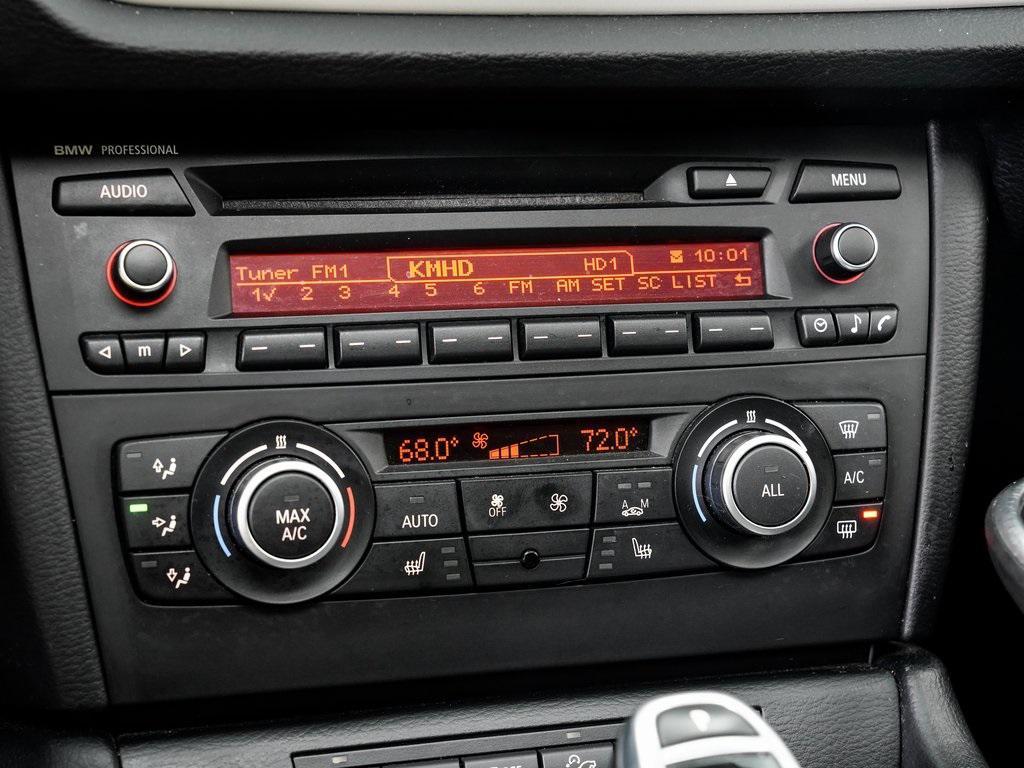 BMW PROFESSIONAL
AUDIO
MENU
Tuner FM1 KMHD HD1 10:01
1✓ 2 3 4 5 6 FM AM SET SC LIST
m
68.0° 72.0°
MAX
A/C
AUTO
OFF
A M
ALL
A/C